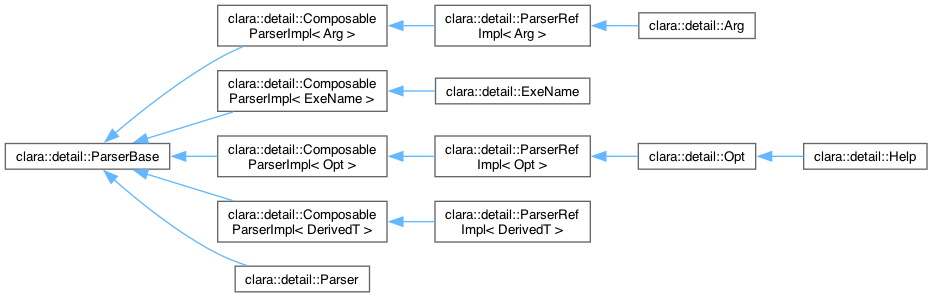 clara::detail::Composable
ParserImpl< Arg >
clara::detail::ParserRef
Impl< Arg >
clara::detail::Arg
clara::detail::Composable
ParserImpl< ExeName >
clara::detail::ExeName
clara::detail::ParserBase
clara::detail::Composable
ParserImpl< Opt >
clara::detail::ParserRef
Impl< Opt >
clara::detail::Opt
clara::detail::Help
clara::detail::Composable
ParserImpl< DerivedT >
clara::detail::ParserRef
Impl< DerivedT >
clara::detail::Parser